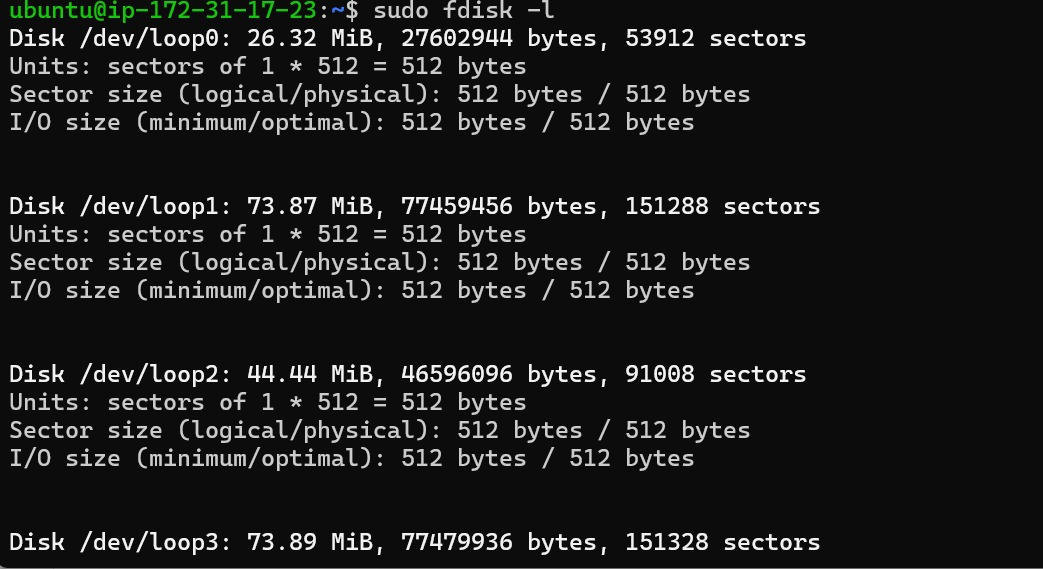 ubuntu@ip-172-31-17-23:~$ sudo fdisk -l
Disk /dev/loop0: 26.32 MiB, 27602944 bytes, 53912 sectors
Units: sectors of 1 * 512 = 512 bytes
Sector size (logical/physical): 512 bytes / 512 bytes
I/O size (minimum/optimal): 512 bytes / 512 bytes
Disk /dev/loop1: 73.87 MiB, 77459456 bytes, 151288 sectors
Units: sectors of 1 * 512 = 512 bytes
Sector size (logical/physical): 512 bytes / 512 bytes
I/O size (minimum/optimal): 512 bytes / 512 bytes
Disk /dev/loop2: 44.44 MiB, 46596096 bytes, 91008 sectors
Units: sectors of 1 * 512 = 512 bytes
Sector size (logical/physical): 512 bytes / 512 bytes
I/O size (minimum/optimal): 512 bytes / 512 bytes
Disk /dev/loop3: 73.89 MiB, 77479936 bytes, 151328 sectors